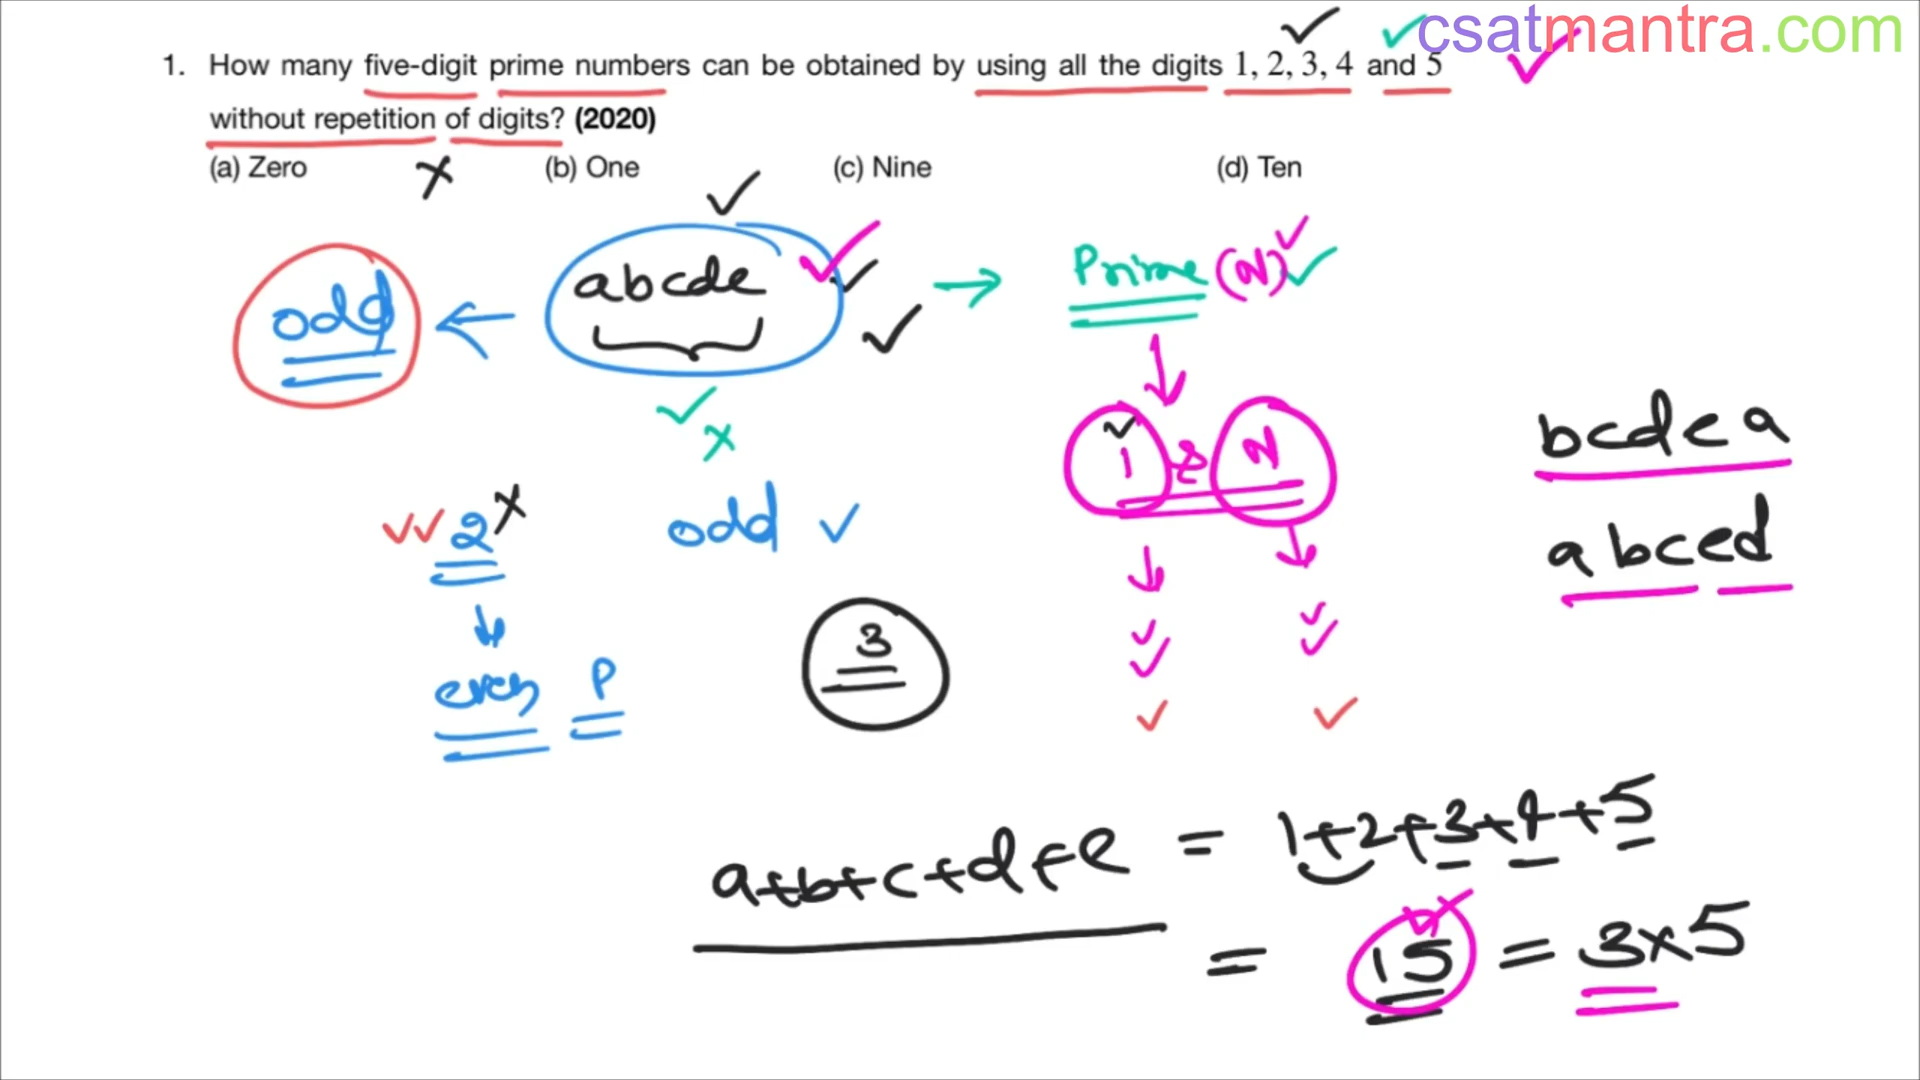 csatmantra.com
1. How many five-digit prime numbers can be obtained by using all the digits 1, 2, 3, 4 and 5
without repetition of digits? (2020)
(a) Zero (b) One (c) Nine (d) Ten
odd ← abcde → Prime (N)
1 & N
bcdea
2 odd
abced
3
even P
a+b+c+d+e = 1+2+3+4+5
= 15 = 3×5